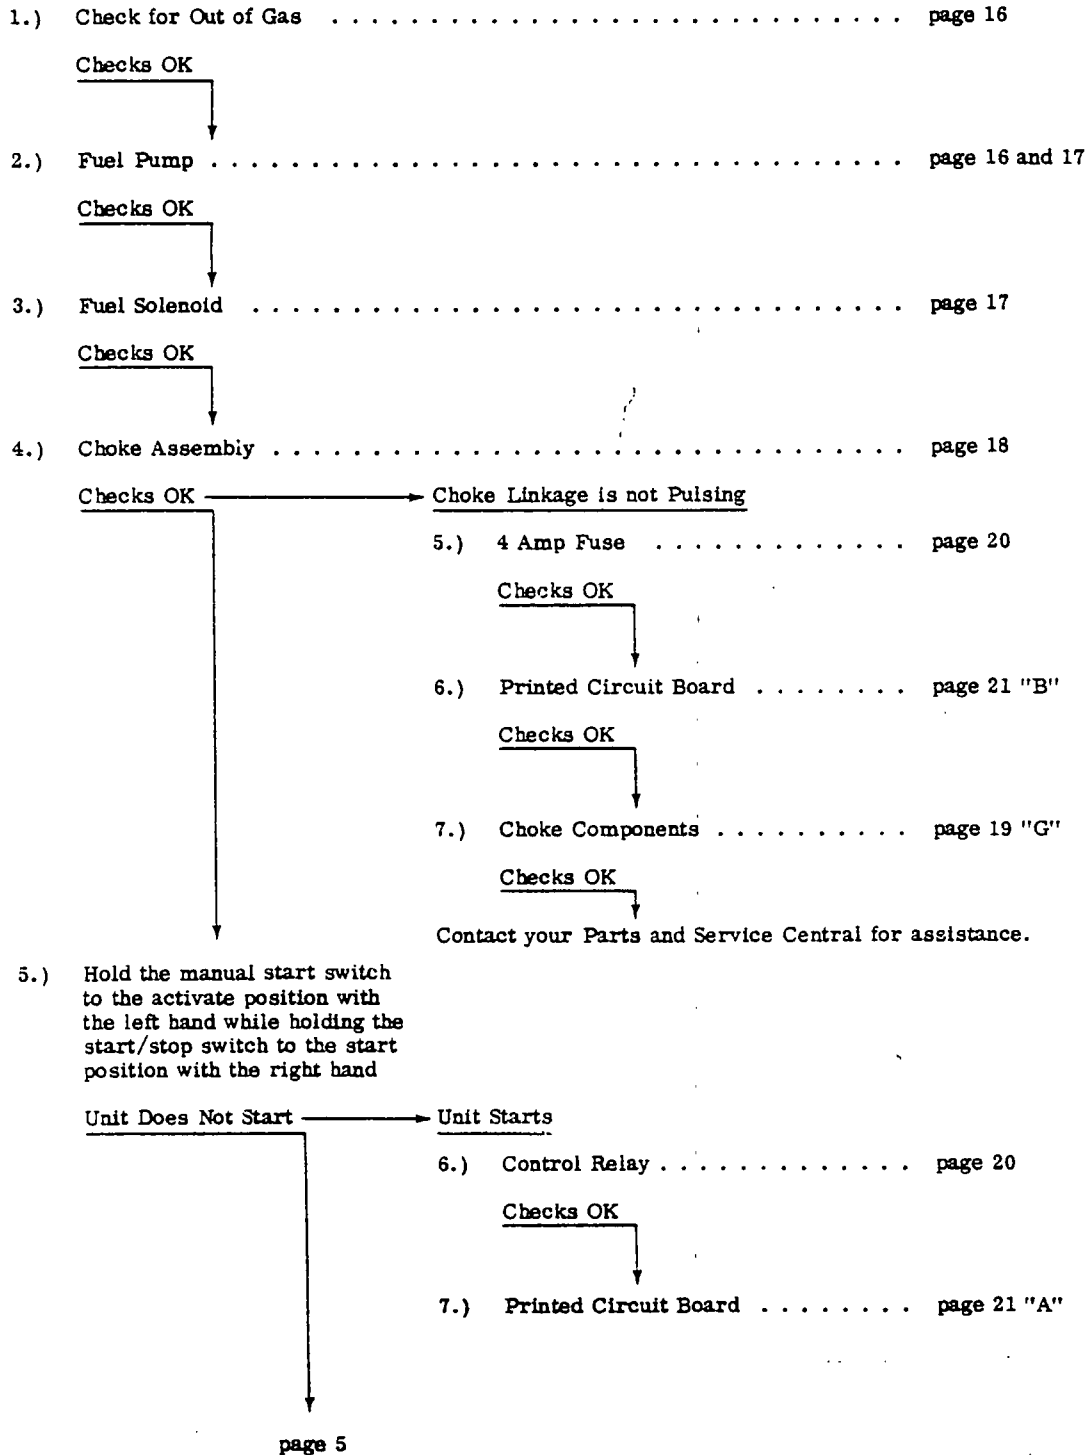 1.) Check for Out of Gas . . . . . . . . . . . . . . . . . . . . . . . . . . . . . page 16
Checks OK
2.) Fuel Pump . . . . . . . . . . . . . . . . . . . . . . . . . . . . . . . . . . . page 16 and 17
Checks OK
3.) Fuel Solenoid . . . . . . . . . . . . . . . . . . . . . . . . . . . . . . . . . page 17
Checks OK
4.) Choke Assembly . . . . . . . . . . . . . . . . . . . . . . . . . . . . . . . . page 18
Checks OK Choke Linkage is not Pulsing
5.) 4 Amp Fuse . . . . . . . . . . . . . page 20
Checks OK
6.) Printed Circuit Board . . . . . . . . page 21 "B"
Checks OK
7.) Choke Components . . . . . . . . . . page 19 "G"
Checks OK
Contact your Parts and Service Central for assistance.
5.) Hold the manual start switch
to the activate position with
the left hand while holding the
start/stop switch to the start
position with the right hand
Unit Does Not Start Unit Starts
6.) Control Relay . . . . . . . . . . . . . page 20
Checks OK
7.) Printed Circuit Board . . . . . . . . page 21 "A"
page 5